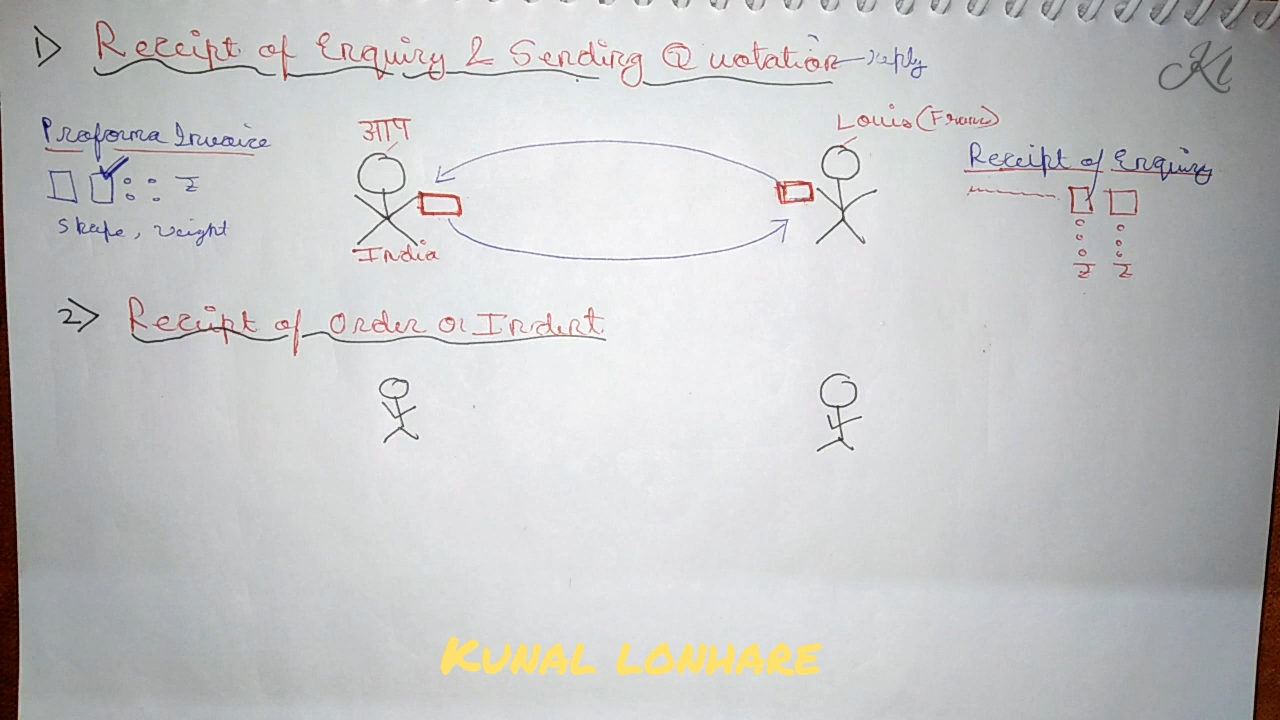 1) Receipt of Enquiry & Sending Quotation - reply
Kl
Proforma Invoice
shape, weight
आप
India
Louis (Franc)
Receipt of Enquiry
2) Receipt of Order or Indent
KUNAL LONHARE